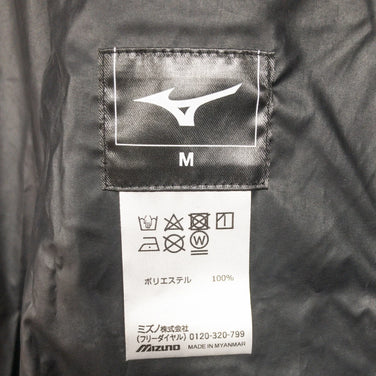 M
ポリエステル 100%
ミズノ株式会社
(フリーダイヤル) 0120-320-799
MIZUNO MADE IN MYANMAR